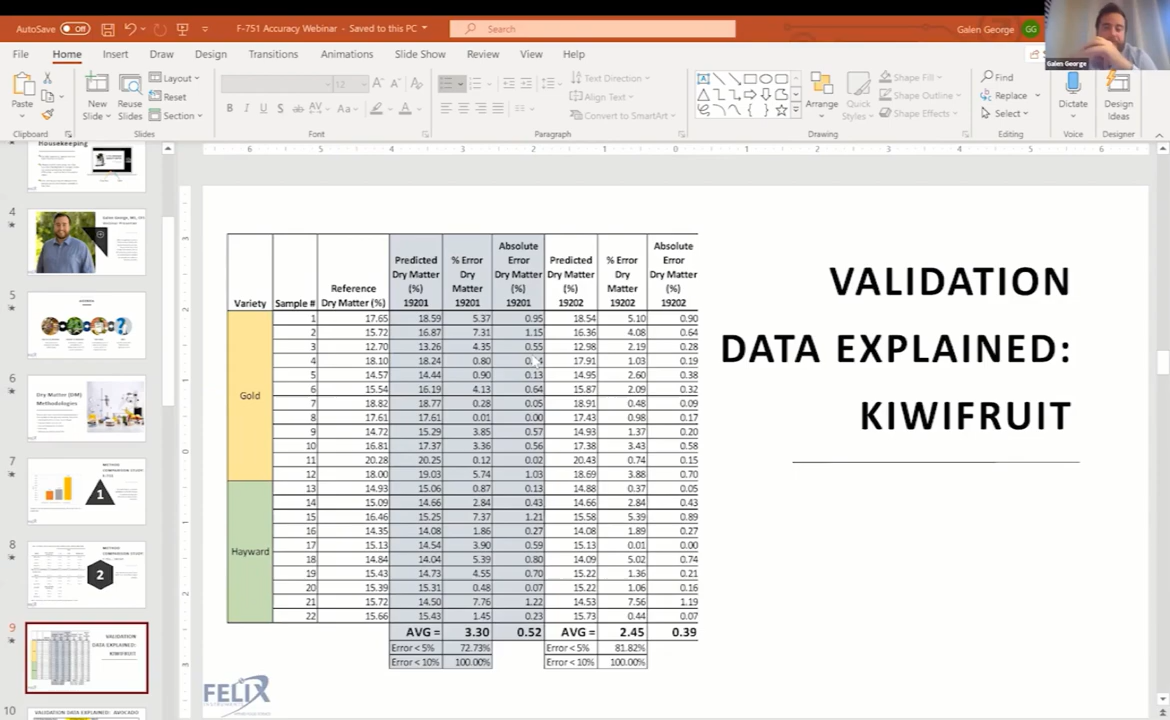 AutoSave Off F-751 Accuracy Webinar - Saved to this PC Search Galen George GG
Galen George
File Home Insert Draw Design Transitions Animations Slide Show Review View Help
Paste New Slide Reuse Slides Layout Reset Section 12 Text Direction Align Text Convert to SmartArt Arrange Quick Styles Shape Fill Shape Outline Shape Effects Find Replace Select Dictate Design Ideas
Clipboard Slides Font Paragraph Drawing Editing Voice Designer
Housekeeping
4
5
6 Dry Matter (DM) Methodologies
7 1
8 2
9 VALIDATION DATA EXPLAINED: KIWIFRUIT
10 VALIDATION DATA EXPLAINED: AVOCADO
Variety Sample # Reference Dry Matter (%) Predicted Dry Matter (%) 19201 % Error Dry Matter 19201 Absolute Error Dry Matter (%) 19201 Predicted Dry Matter (%) 19202 % Error Dry Matter 19202 Absolute Error Dry Matter (%) 19202
Gold
1 17.65 18.59 5.37 0.95 18.54 5.10 0.90
2 15.72 16.87 7.31 1.15 16.36 4.08 0.64
3 12.70 13.26 4.35 0.55 12.98 2.19 0.28
4 18.10 18.24 0.80 17.91 1.03 0.19
5 14.57 14.44 0.90 0.13 14.95 2.60 0.38
6 15.54 16.19 4.13 0.64 15.87 2.09 0.32
7 18.82 18.77 0.28 0.05 18.91 0.48 0.09
8 17.61 17.61 0.01 0.00 17.43 0.98 0.17
9 14.72 15.29 3.85 0.57 14.93 1.37 0.20
10 16.81 17.37 3.36 0.56 17.38 3.43 0.58
11 20.28 20.25 0.12 0.02 20.43 0.74 0.15
12 18.00 19.03 5.74 1.03 18.69 3.88 0.70
Hayward
13 14.93 15.06 0.87 0.13 14.88 0.37 0.05
14 15.09 14.66 2.84 0.43 14.66 2.84 0.43
15 16.46 15.25 7.37 1.21 15.58 5.39 0.89
16 14.35 14.08 1.86 0.27 14.08 1.89 0.27
17 15.13 14.54 3.90 0.59 15.13 0.01 0.00
18 14.84 14.04 5.39 0.80 14.09 5.02 0.74
19 15.43 14.73 4.55 0.70 15.22 1.36 0.21
20 15.39 15.31 0.48 0.07 15.22 1.06 0.16
21 15.72 14.50 7.76 1.22 14.53 7.56 1.19
22 15.66 15.43 1.45 0.23 15.73 0.44 0.07
AVG = 3.30 0.52 AVG = 2.45 0.39
Error < 5% 72.73% Error < 5% 81.82%
Error < 10% 100.00% Error < 10% 100.00%
VALIDATION
DATA EXPLAINED:
KIWIFRUIT
FELIX